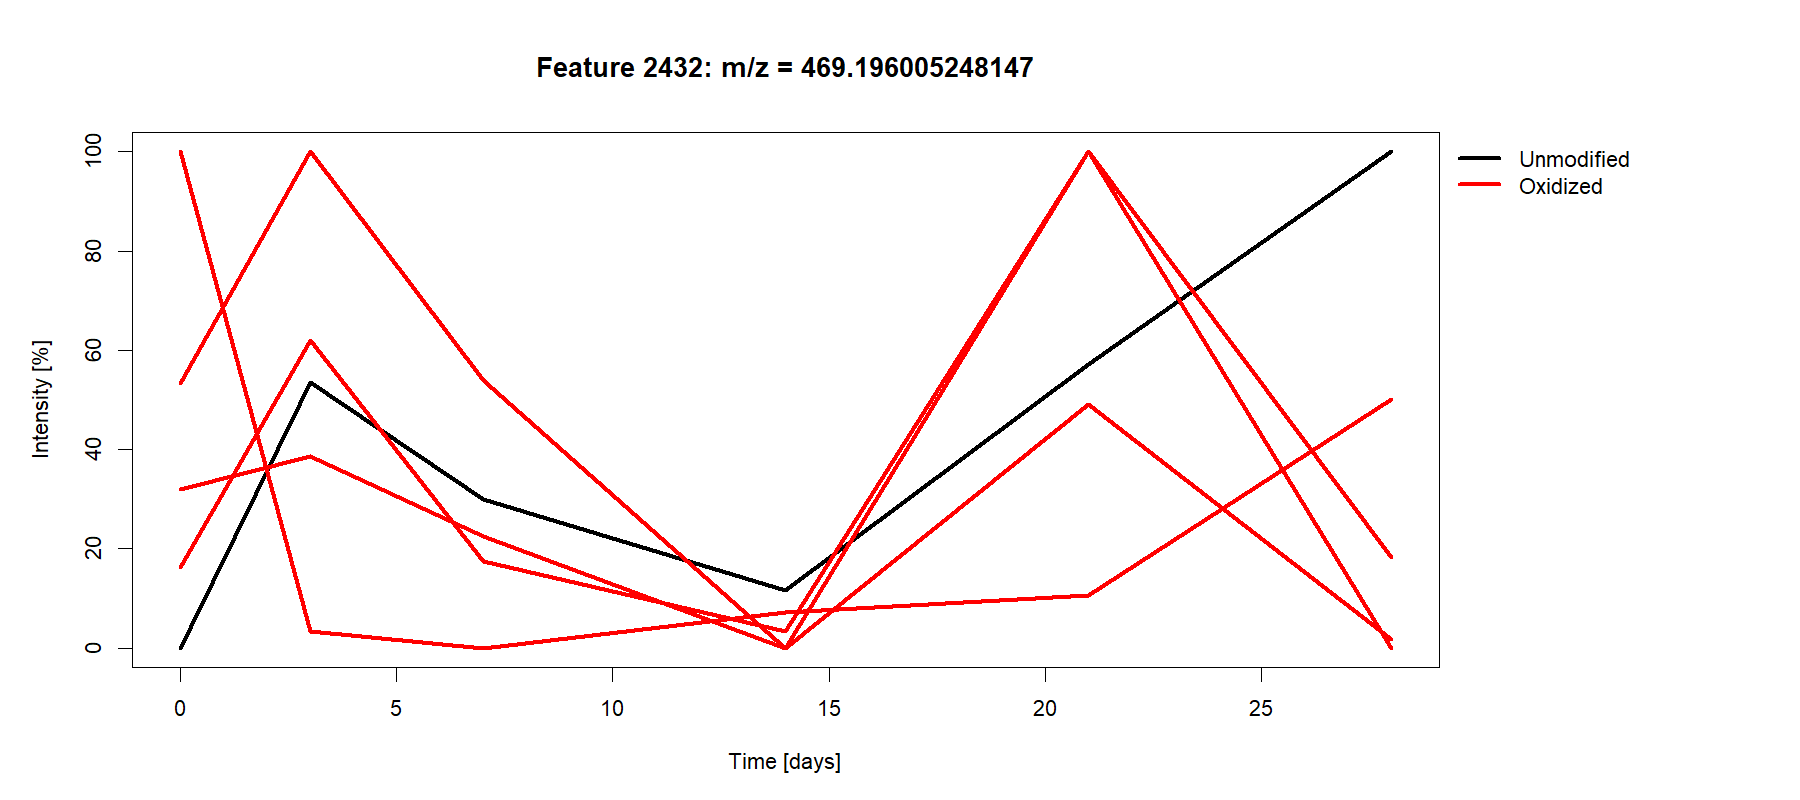 Feature 2432: m/z = 469.196005248147
100
80
60
40
20
0
Intensity [%]
Unmodified
Oxidized
0 5 10 15 20 25
Time [days]